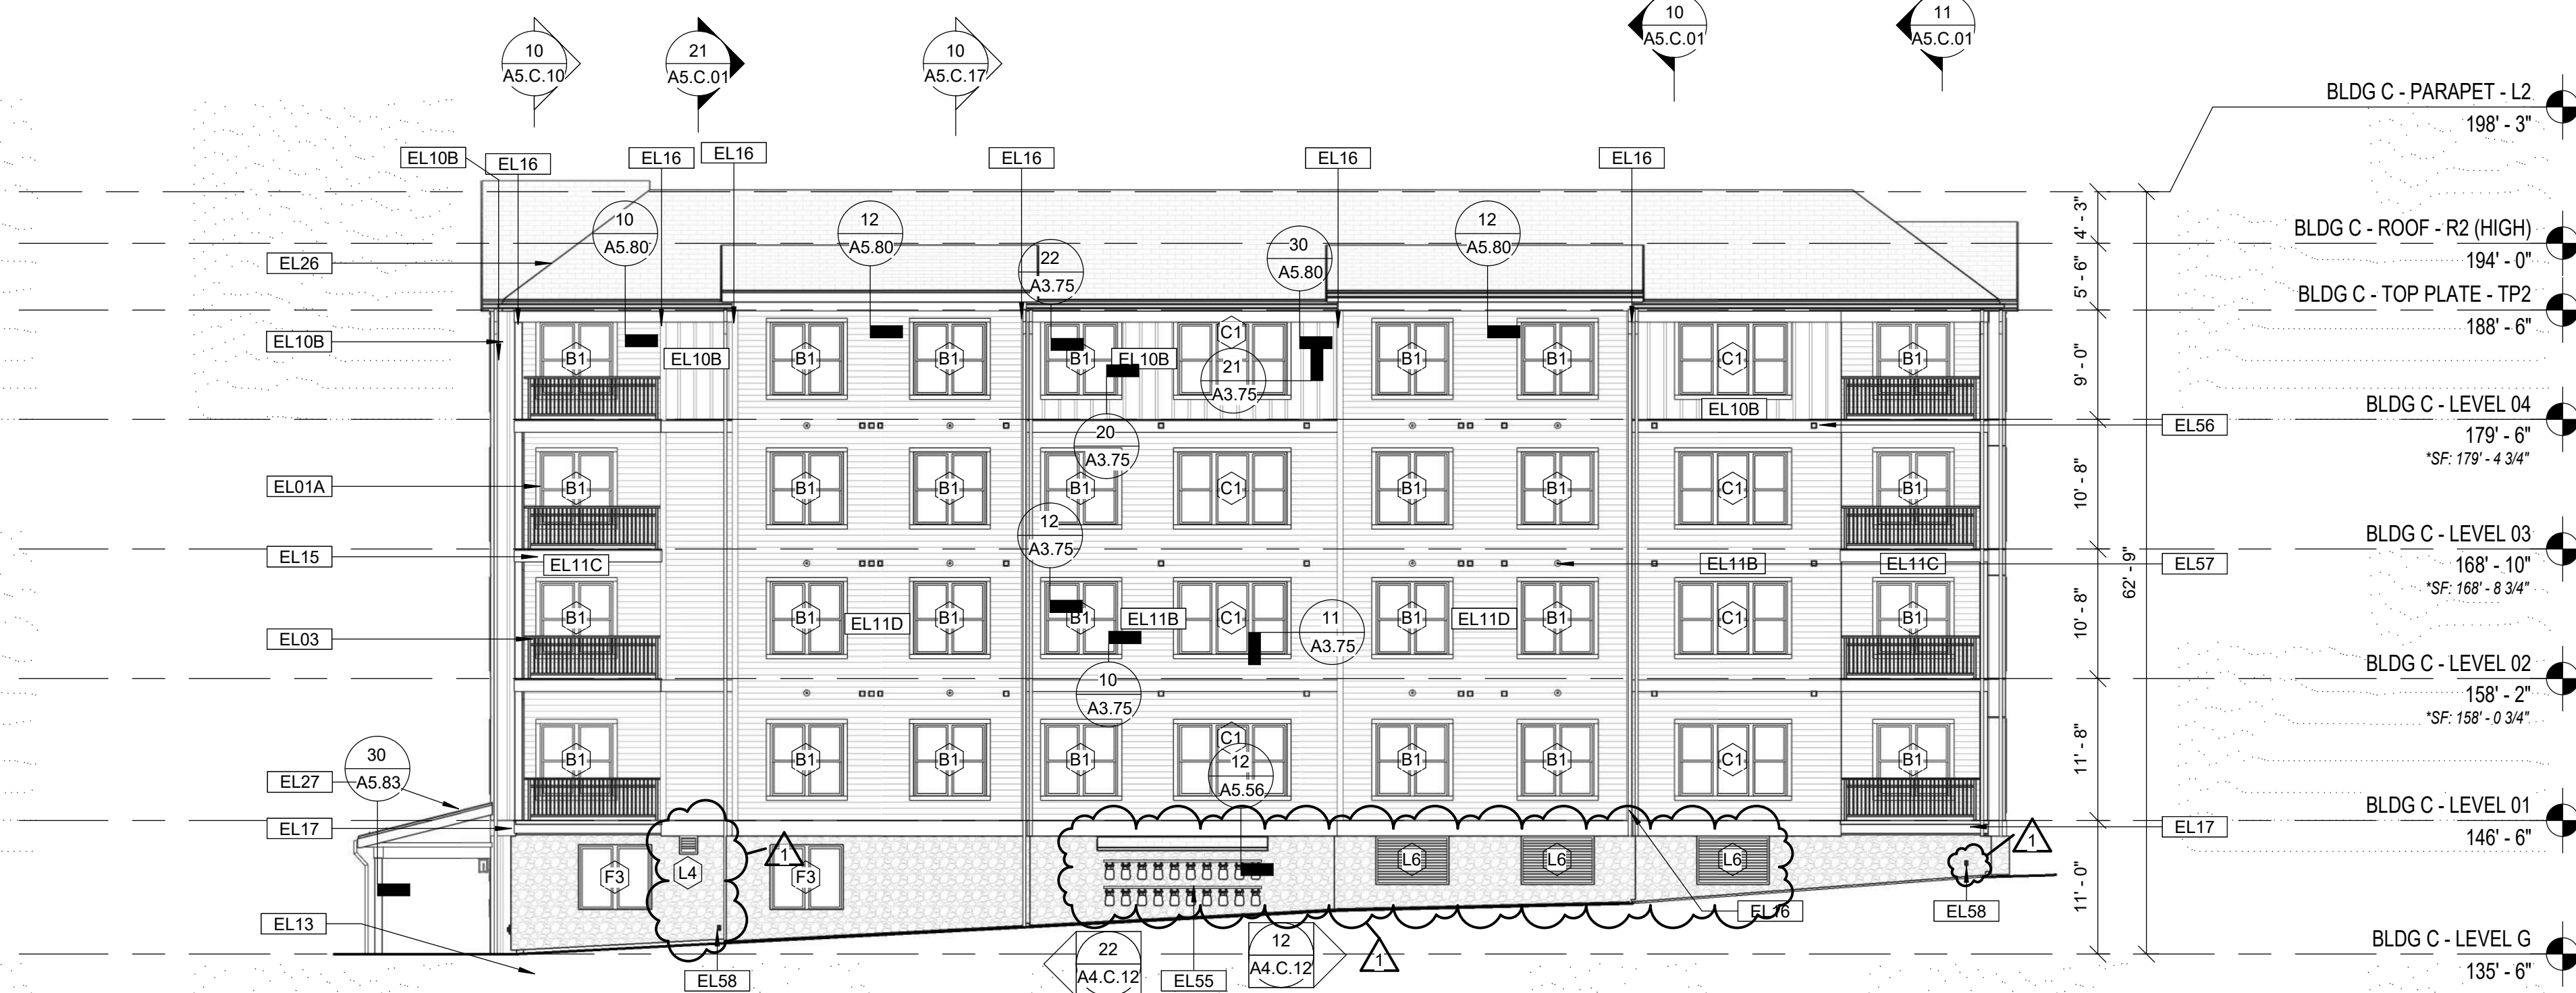 10
A5.C.10
21
A5.C.01
10
A5.C.17
10
A5.C.01
11
A5.C.01
BLDG C - PARAPET - L2
198' - 3"
EL10B
EL16
EL16
EL16
EL16
EL16
EL16
10
A5.80
12
A5.80
22
A3.75
30
A5.80
12
A5.80
4' - 3"
BLDG C - ROOF - R2 (HIGH)
194' - 0"
EL26
5' - 6"
BLDG C - TOP PLATE - TP2
188' - 6"
EL10B
B1
EL10B
B1
B1
B1
EL10B
C1
21
A3.75
B1
B1
C1
EL10B
B1
9' - 0"
BLDG C - LEVEL 04
179' - 6"
*SF: 179' - 4 3/4"
EL56
20
A3.75
EL01A
B1
B1
B1
B1
C1
B1
B1
C1
B1
10' - 8"
12
A3.75
BLDG C - LEVEL 03
168' - 10"
*SF: 168' - 8 3/4"
EL15
EL11C
EL11B
EL11C
EL57
62' - 9"
B1
B1
EL11D
B1
B1
EL11B
C1
11
A3.75
B1
EL11D
B1
C1
B1
10' - 8"
EL03
BLDG C - LEVEL 02
158' - 2"
*SF: 158' - 0 3/4"
10
A3.75
B1
B1
B1
B1
C1
12
A5.56
B1
B1
C1
B1
11' - 8"
30
A5.83
EL27
EL17
BLDG C - LEVEL 01
146' - 6"
EL17
1
1
F3
L4
F3
L6
L6
L6
11' - 0"
EL13
EL16
EL58
BLDG C - LEVEL G
135' - 6"
EL58
22
A4.C.12
EL55
12
A4.C.12
1